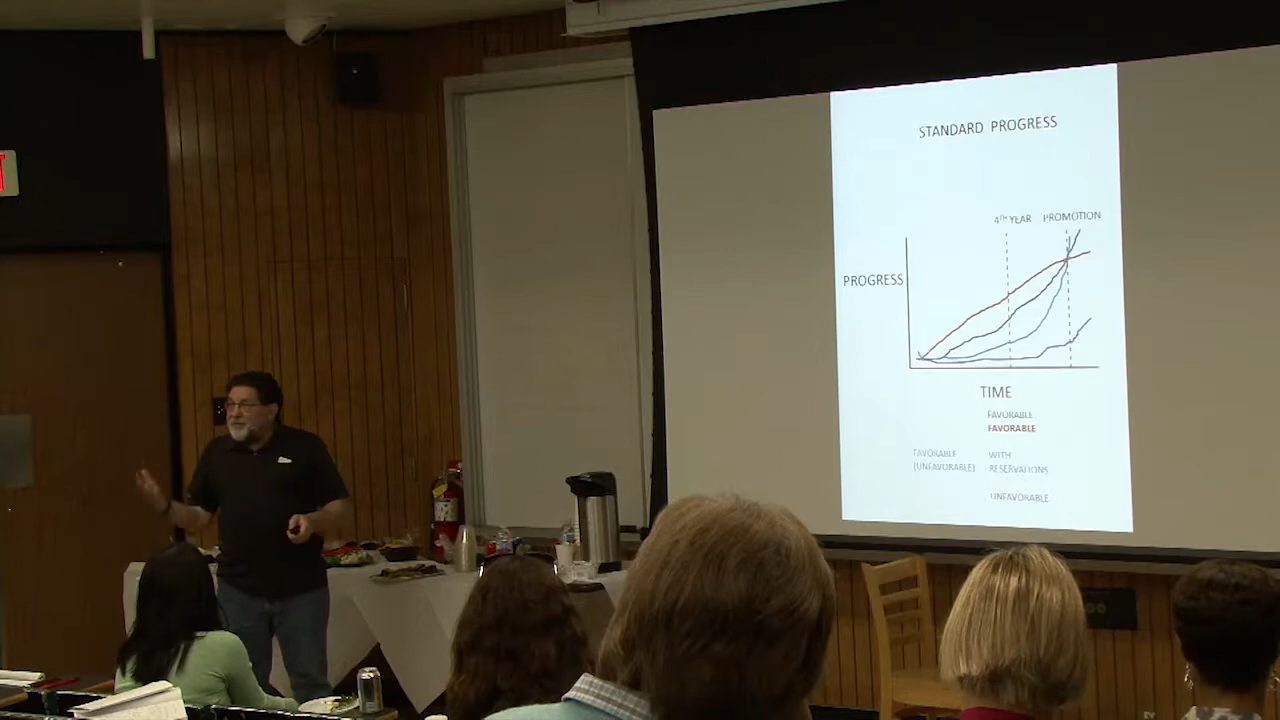 STANDARD PROGRESS
4TH YEAR PROMOTION
PROGRESS
TIME
FAVORABLE
FAVORABLE
FAVORABLE WITH
(UNFAVORABLE) RESERVATIONS
UNFAVORABLE